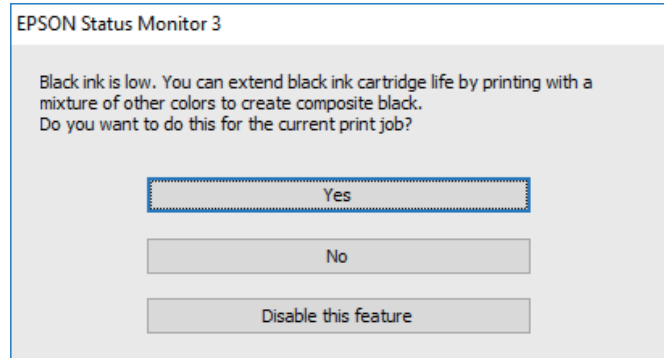 EPSON Status Monitor 3
Black ink is low. You can extend black ink cartridge life by printing with a
mixture of other colors to create composite black.
Do you want to do this for the current print job?
Yes
No
Disable this feature